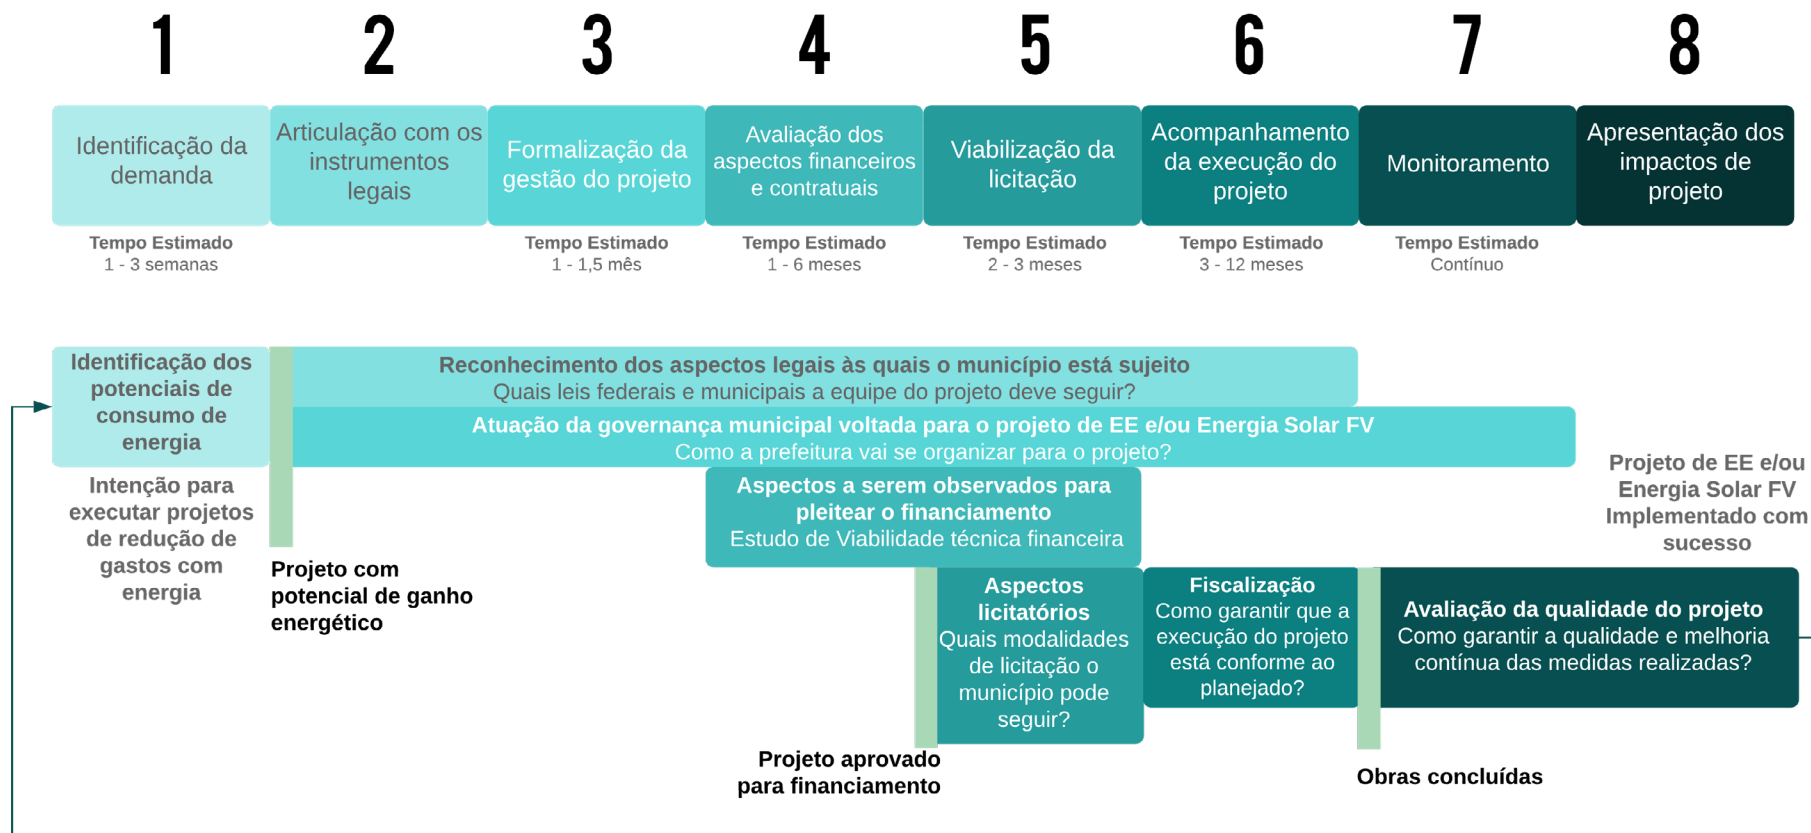 1
2
3
4
5
6
7
8
Identificação da
demanda
Articulação com os
instrumentos
legais
Formalização da
gestão do projeto
Avaliação dos
aspectos financeiros
e contratuais
Viabilização da
licitação
Acompanhamento
da execução do
projeto
Monitoramento
Apresentação dos
impactos de
projeto
Tempo Estimado
1 - 3 semanas
Tempo Estimado
1 - 1,5 mês
Tempo Estimado
1 - 6 meses
Tempo Estimado
2 - 3 meses
Tempo Estimado
3 - 12 meses
Tempo Estimado
Contínuo
Identificação dos
potenciais de
consumo de
energia
Intenção para
executar projetos
de redução de
gastos com
energia
Reconhecimento dos aspectos legais às quais o município está sujeito
Quais leis federais e municipais a equipe do projeto deve seguir?
Atuação da governança municipal voltada para o projeto de EE e/ou Energia Solar FV
Como a prefeitura vai se organizar para o projeto?
Projeto com
potencial de ganho
energético
Aspectos a serem observados para
pleitear o financiamento
Estudo de Viabilidade técnica financeira
Projeto aprovado
para financiamento
Aspectos
licitatórios
Quais modalidades
de licitação o
município pode
seguir?
Fiscalização
Como garantir que a
execução do projeto
está conforme ao
planejado?
Obras concluídas
Projeto de EE e/ou
Energia Solar FV
Implementado com
sucesso
Avaliação da qualidade do projeto
Como garantir a qualidade e melhoria
contínua das medidas realizadas?